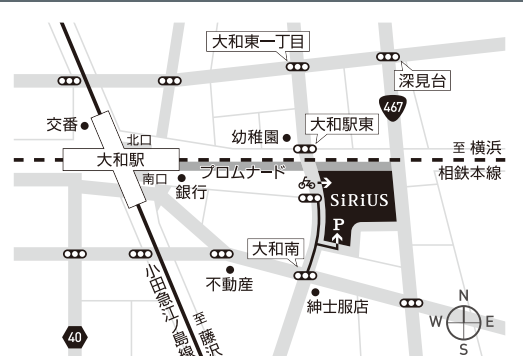 大和東一丁目
深見台
467
交番
北口
幼稚園
大和駅東
大和駅
至 横浜
相鉄本線
南口
プロムナード
銀行
SiRiUS
P
大和南
不動産
小田急江ノ島線
至 藤沢
紳士服店
40
N
W
E
S